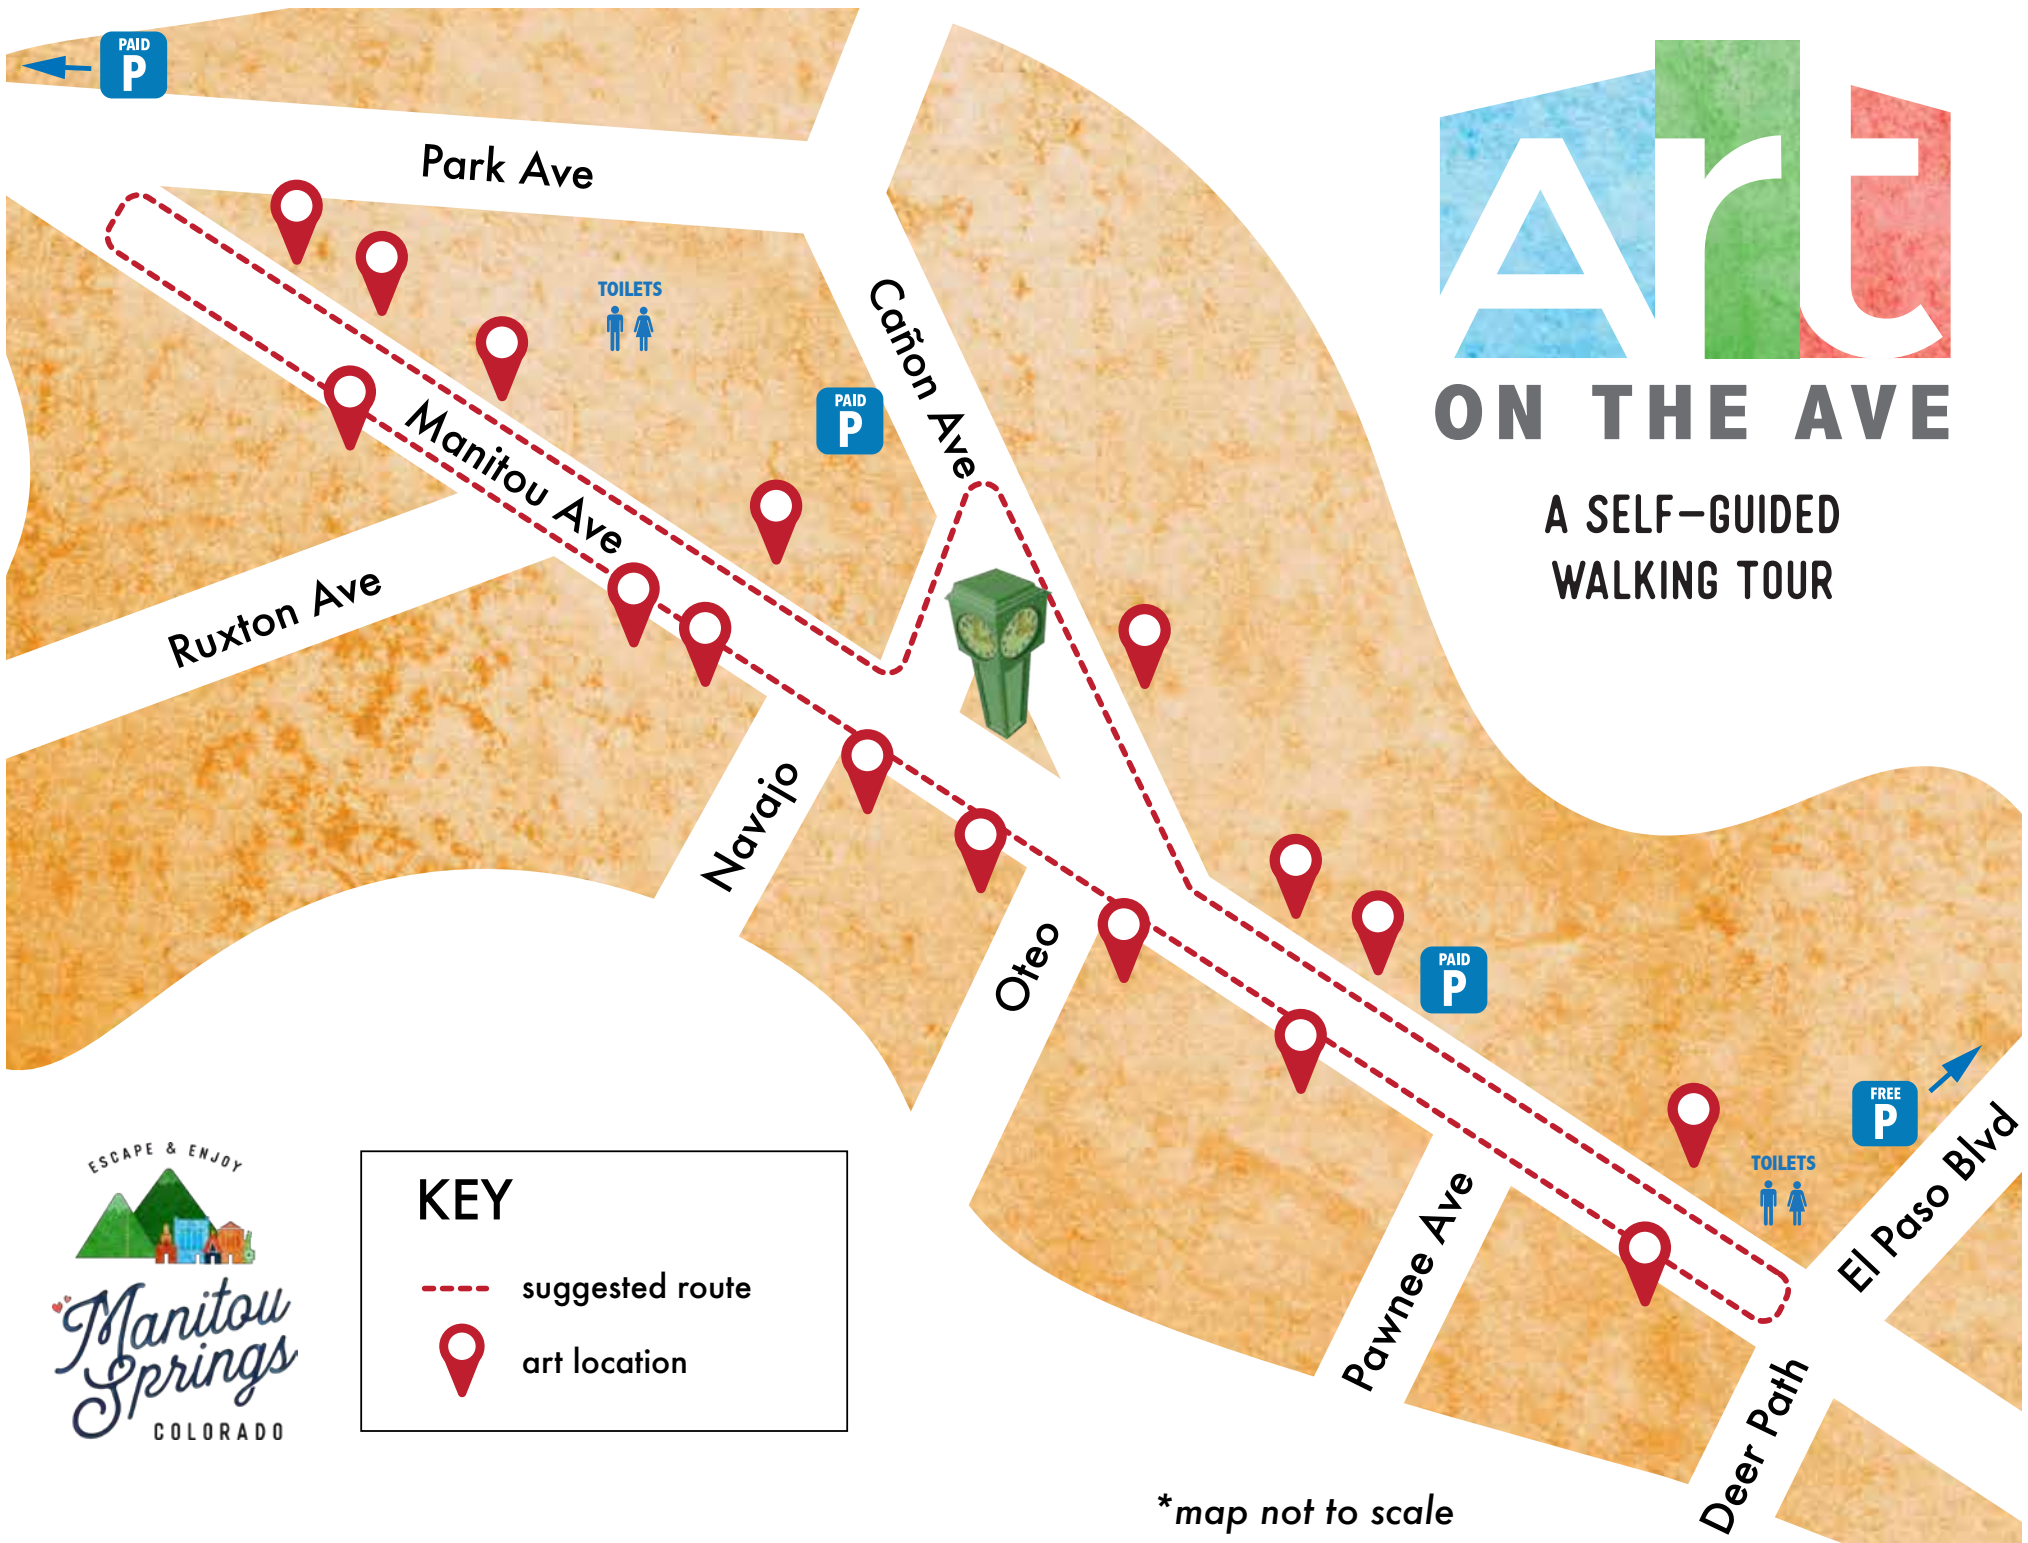 PAID
P
Park Ave
TOILETS
Cañon Ave
PAID
P
Manitou Ave
Ruxton Ave
Art
ON THE AVE
A SELF-GUIDED
WALKING TOUR
Navajo
Oteo
PAID
P
FREE
P
TOILETS
El Paso Blvd
Pawnee Ave
Deer Path
ESCAPE & ENJOY
Manitou
Springs
COLORADO
KEY
suggested route
art location
*map not to scale